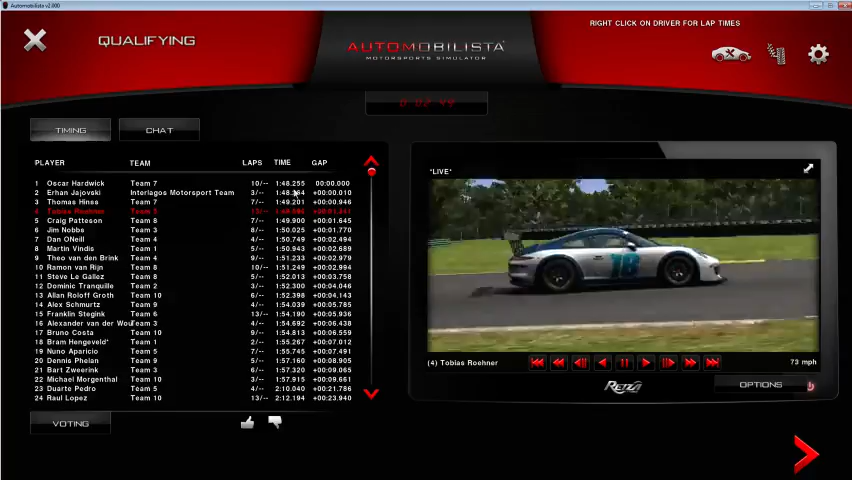 Automobilista v2.000
RIGHT CLICK ON DRIVER FOR LAP TIMES
QUALIFYING
AUTOMOBILISTA
MOTORSPORTS SIMULATOR
TIMING CHAT
PLAYER TEAM LAPS TIME GAP
1 Oscar Hardwick Team 7 10/-- 1:48.255 00:00.000
2 Erhan Jajovski Interlagos Motorsport Team 3/-- +00:00.010
3 Thomas Hinss Team 7 7/-- 1:49.201 +00:00.946
4 Tobias Roehner
5 Craig Patteson Team 8 7/-- 1:49.900 +00:01.645
6 Jim Nobbs Team 3 8/-- 1:50.025 +00:01.770
7 Dan ONeill Team 4 4/-- 1:50.749 +00:02.494
8 Martin Vindis Team 1 5/-- 1:50.943 +00:02.689
9 Theo van den Brink Team 4 9/-- 1:51.233 +00:02.979
10 Ramon van Rijn Team 8 10/-- 1:51.249 +00:02.994
11 Steve Le Gallez Team 8 5/-- 1:52.013 +00:03.758
12 Dominic Tranquille Team 2 3/-- 1:52.300 +00:04.046
13 Allan Roloff Groth Team 10 6/-- 1:52.398 +00:04.143
14 Alex Schmurtz Team 9 4/-- 1:54.039 +00:05.785
15 Franklin Stegink Team 6 13/-- 1:54.190 +00:05.936
16 Alexander van der Wou Team 3 4/-- 1:54.692 +00:06.438
17 Bruno Costa Team 10 9/-- 1:54.813 +00:06.559
18 Bram Hengeveld* Team 1 2/-- 1:55.267 +00:07.012
19 Nuno Aparicio Team 5 2/-- 1:55.745 +00:07.491
20 Dennis Phelan Team 9 5/-- 1:57.160 +00:08.905
21 Bart Zweerink Team 3 6/-- 1:57.320 +00:09.065
22 Michael Morgenthal Team 10 3/-- 1:57.915 +00:09.661
23 Duarte Pedro Team 5 4/-- 2:10.040 +00:21.786
24 Raul Lopez Team 10 13/-- 2:12.194 +00:23.940
*LIVE*
18
(4) Tobias Roehner 73 mph
Reiza
OPTIONS
VOTING